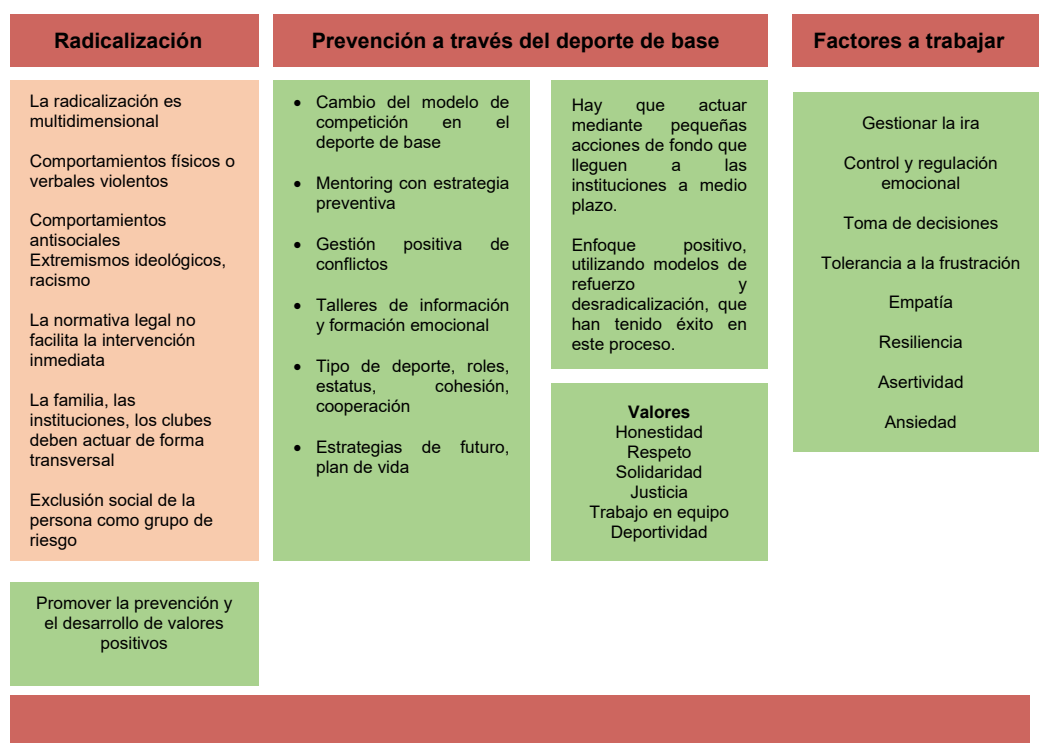 Radicalización
Prevención a través del deporte de base
Factores a trabajar
La radicalización es
multidimensional
Comportamientos físicos o
verbales violentos
Comportamientos
antisociales
Extremismos ideológicos,
racismo
La normativa legal no
facilita la intervención
inmediata
La familia, las
instituciones, los clubes
deben actuar de forma
transversal
Exclusión social de la
persona como grupo de
riesgo
Promover la prevención y
el desarrollo de valores
positivos
• Cambio del modelo de
competición en el
deporte de base
• Mentoring con estrategia
preventiva
• Gestión positiva de
conflictos
• Talleres de información
y formación emocional
• Tipo de deporte, roles,
estatus, cohesión,
cooperación
• Estrategias de futuro,
plan de vida
Hay que actuar
mediante pequeñas
acciones de fondo que
lleguen a las
instituciones a medio
plazo.
Enfoque positivo,
utilizando modelos de
refuerzo y
desradicalización, que
han tenido éxito en
este proceso.
Valores
Honestidad
Respeto
Solidaridad
Justicia
Trabajo en equipo
Deportividad
Gestionar la ira
Control y regulación
emocional
Toma de decisiones
Tolerancia a la frustración
Empatía
Resiliencia
Asertividad
Ansiedad